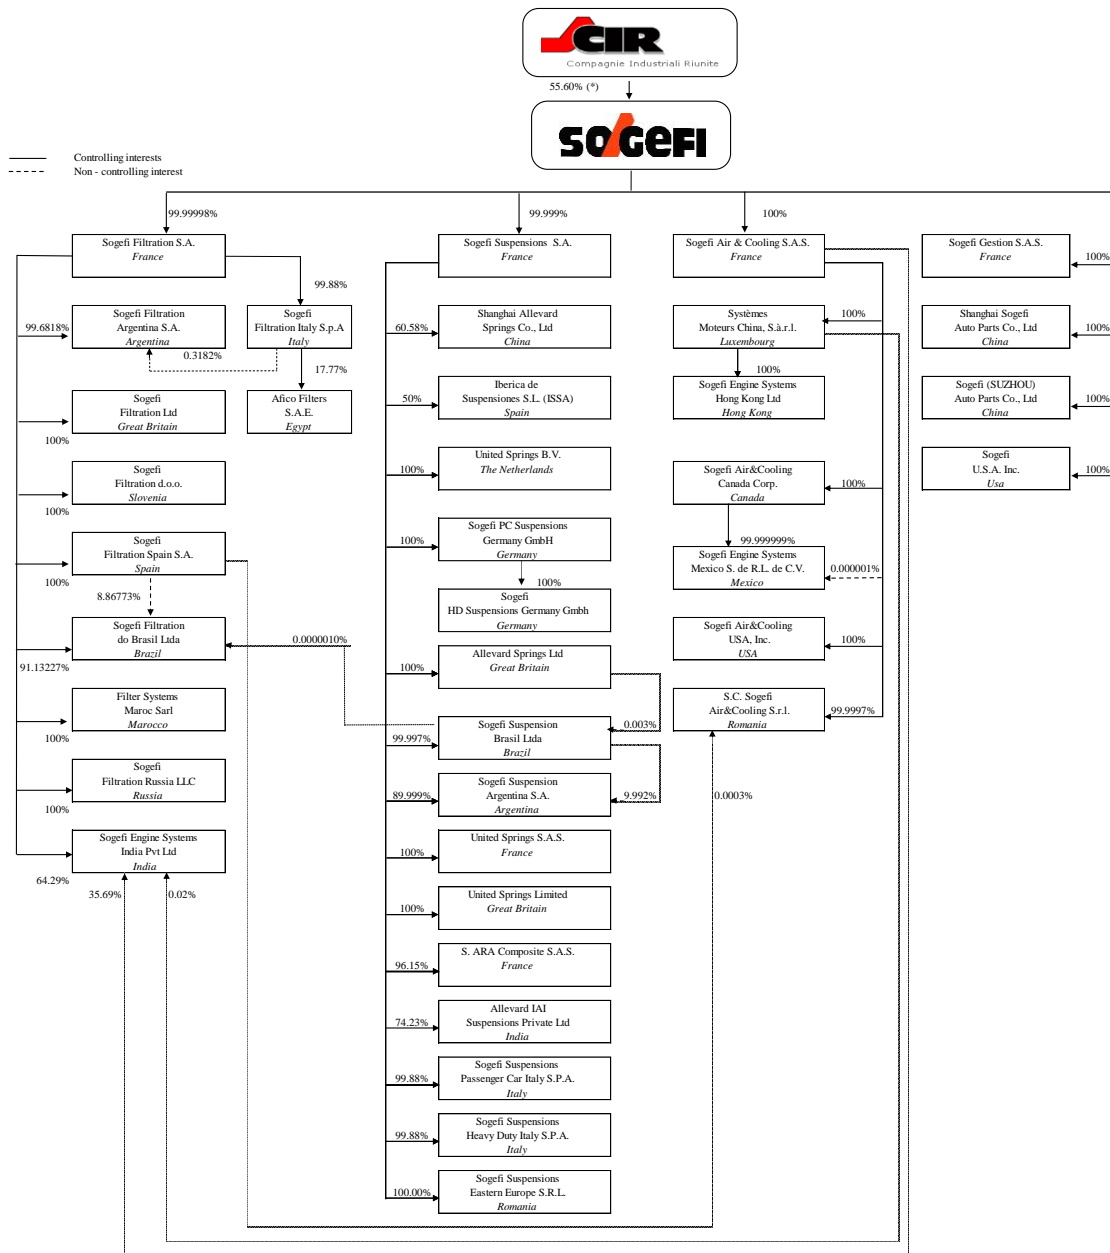 CIR
Compagnie Industriali Riunite
55.60% (*)
SOGEFI
Controlling interests
Non - controlling interest
99.99998%
99.999%
100%
Sogefi Filtration S.A.
France
99.88%
99.6818%
Sogefi Filtration
Argentina S.A.
Argentina
Sogefi
Filtration Italy S.p.A
Italy
0.3182%
17.77%
Sogefi
Filtration Ltd
Great Britain
100%
Afico Filters
S.A.E.
Egypt
Sogefi
Filtration d.o.o.
Slovenia
100%
Sogefi
Filtration Spain S.A.
Spain
100%
8.86773%
Sogefi Filtration
do Brasil Ltda
Brazil
91.13227%
0.0000010%
Filter Systems
Maroc Sarl
Marocco
100%
Sogefi
Filtration Russia LLC
Russia
100%
Sogefi Engine Systems
India Pvt Ltd
India
64.29%
35.69%
0.02%
Sogefi Suspensions S.A.
France
60.58%
Shanghai Allevard
Springs Co., Ltd
China
50%
Iberica de
Suspensiones S.L. (ISSA)
Spain
100%
United Springs B.V.
The Netherlands
100%
Sogefi PC Suspensions
Germany GmbH
Germany
100%
Sogefi
HD Suspensions Germany Gmbh
Germany
100%
Allevard Springs Ltd
Great Britain
0.003%
99.997%
Sogefi Suspension
Brasil Ltda
Brazil
89.999%
Sogefi Suspension
Argentina S.A.
Argentina
9.992%
100%
United Springs S.A.S.
France
100%
United Springs Limited
Great Britain
96.15%
S. ARA Composite S.A.S.
France
74.23%
Allevard IAI
Suspensions Private Ltd
India
99.88%
Sogefi Suspensions
Passenger Car Italy S.P.A.
Italy
99.88%
Sogefi Suspensions
Heavy Duty Italy S.P.A.
Italy
100.00%
Sogefi Suspensions
Eastern Europe S.R.L.
Romania
Sogefi Air & Cooling S.A.S.
France
Systèmes
Moteurs China, S.à.r.l.
Luxembourg
100%
100%
Sogefi Engine Systems
Hong Kong Ltd
Hong Kong
Sogefi Air&Cooling
Canada Corp.
Canada
100%
99.999999%
Sogefi Engine Systems
Mexico S. de R.L. de C.V.
Mexico
0.000001%
Sogefi Air&Cooling
USA, Inc.
USA
100%
S.C. Sogefi
Air&Cooling S.r.l.
Romania
99.9997%
0.0003%
Sogefi Gestion S.A.S.
France
100%
Shanghai Sogefi
Auto Parts Co., Ltd
China
100%
Sogefi (SUZHOU)
Auto Parts Co., Ltd
China
100%
Sogefi
U.S.A. Inc.
Usa
100%